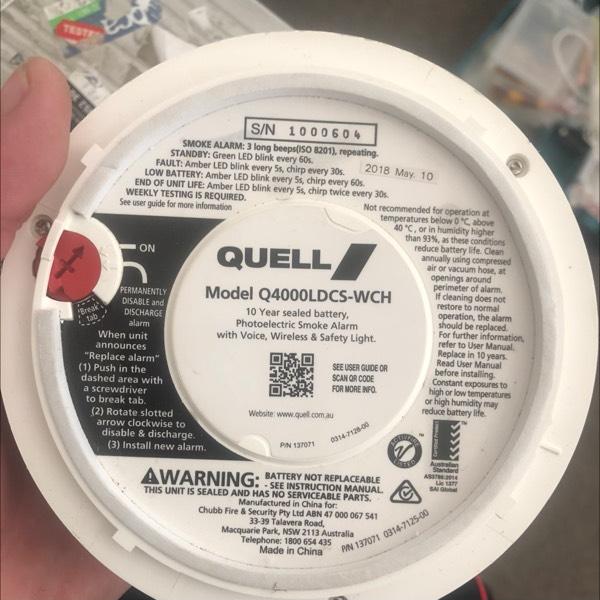 TESTED
S/N 1000604
SMOKE ALARM: 3 long beeps(ISO 8201), repeating.
STANDBY: Green LED blink every 60s.
FAULT: Amber LED blink every 5s, chirp every 30s.
LOW BATTERY: Amber LED blink every 5s, chirp every 60s.
END OF UNIT LIFE: Amber LED blink every 5s, chirp twice every 30s.
WEEKLY TESTING IS REQUIRED.
See user guide for more information
2018 May. 10
Not recommended for operation at
temperatures below 0 °C, above
40 °C, or in humidity higher
than 93%, as these conditions
reduce battery life. Clean
annually using compressed
air or vacuum hose, at
openings around
perimeter of alarm.
If cleaning does not
restore to normal
operation, the alarm
should be replaced.
For further information,
refer to User Manual.
Replace in 10 years.
Read User Manual
before installing.
Constant exposures to
high or low temperatures
or high humidity may
reduce battery life.
ON
PERMANENTLY
DISABLE and
DISCHARGE
alarm
"Break"
tab
When unit
announces
"Replace alarm"
(1) Push in the
dashed area with
a screwdriver
to break tab.
(2) Rotate slotted
arrow clockwise to
disable & discharge.
(3) Install new alarm.
QUELL
Model Q4000LDCS-WCH
10 Year sealed battery,
Photoelectric Smoke Alarm
with Voice, Wireless & Safety Light.
SEE USER GUIDE OR
SCAN QR CODE
FOR MORE INFO.
Website: www.quell.com.au
P/N 137071 0314-7128-00
Certified Product
Australian
Standard
AS3786:2014
Lic 1377
SAI Global
WARNING: BATTERY NOT REPLACEABLE
- SEE INSTRUCTION MANUAL.
THIS UNIT IS SEALED AND HAS NO SERVICEABLE PARTS.
Manufactured in China for:
Chubb Fire & Security Pty Ltd ABN 47 000 067 541
33-39 Talavera Road,
Macquarie Park, NSW 2113 Australia
Telephone: 1800 654 435
Made in China
P/N 137071 0314-7125-00